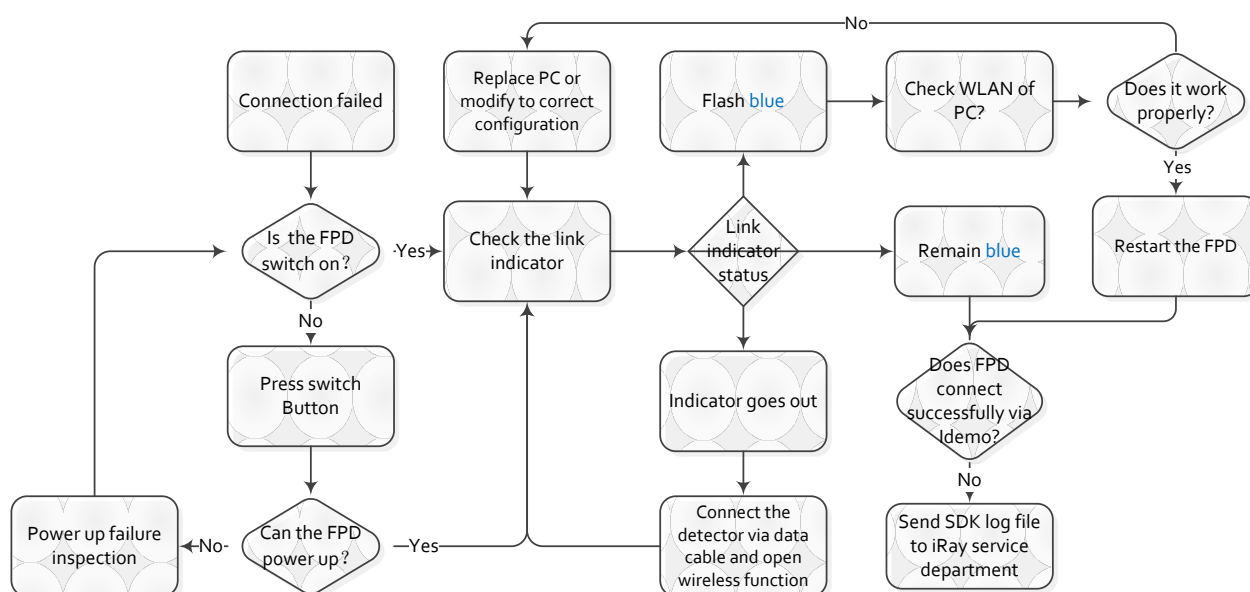 No
Connection failed
Replace PC or
modify to correct
configuration
Flash blue
Check WLAN of
PC?
Does it work
properly?
Yes
Is the FPD
switch on?
Yes
Check the link
indicator
Link
indicator
status
Remain blue
Restart the FPD
No
Press switch
Button
Indicator goes out
Does FPD
connect
successfully via
Idemo?
No
Power up failure
inspection
No
Can the FPD
power up?
Yes
Connect the
detector via data
cable and open
wireless function
Send SDK log file
to iRay service
department